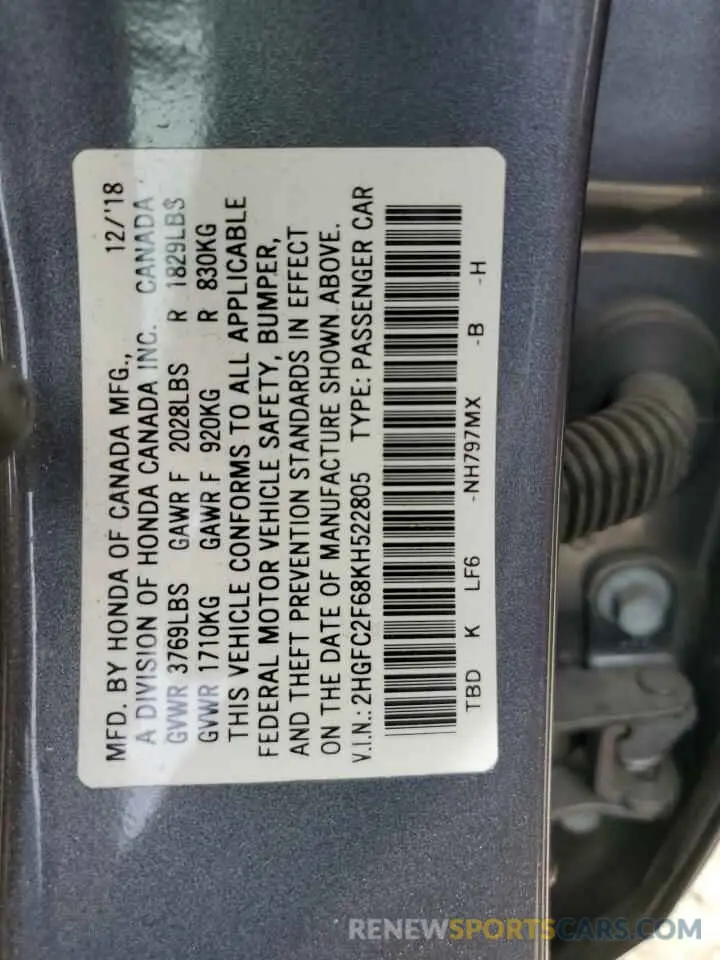 MFD. BY HONDA OF CANADA MFG., 12/'18
A DIVISION OF HONDA CANADA INC. CANADA
GVWR 3769LBS GAWR F 2028LBS R 1829LBS
GVWR 1710KG GAWR F 920KG R 830KG
THIS VEHICLE CONFORMS TO ALL APPLICABLE
FEDERAL MOTOR VEHICLE SAFETY, BUMPER,
AND THEFT PREVENTION STANDARDS IN EFFECT
ON THE DATE OF MANUFACTURE SHOWN ABOVE.
V.I.N.: 2HGFC2F68KH522805 TYPE: PASSENGER CAR
TBD K LF6 -NH797MX -B -H
RENEWSPORTSCARS.COM